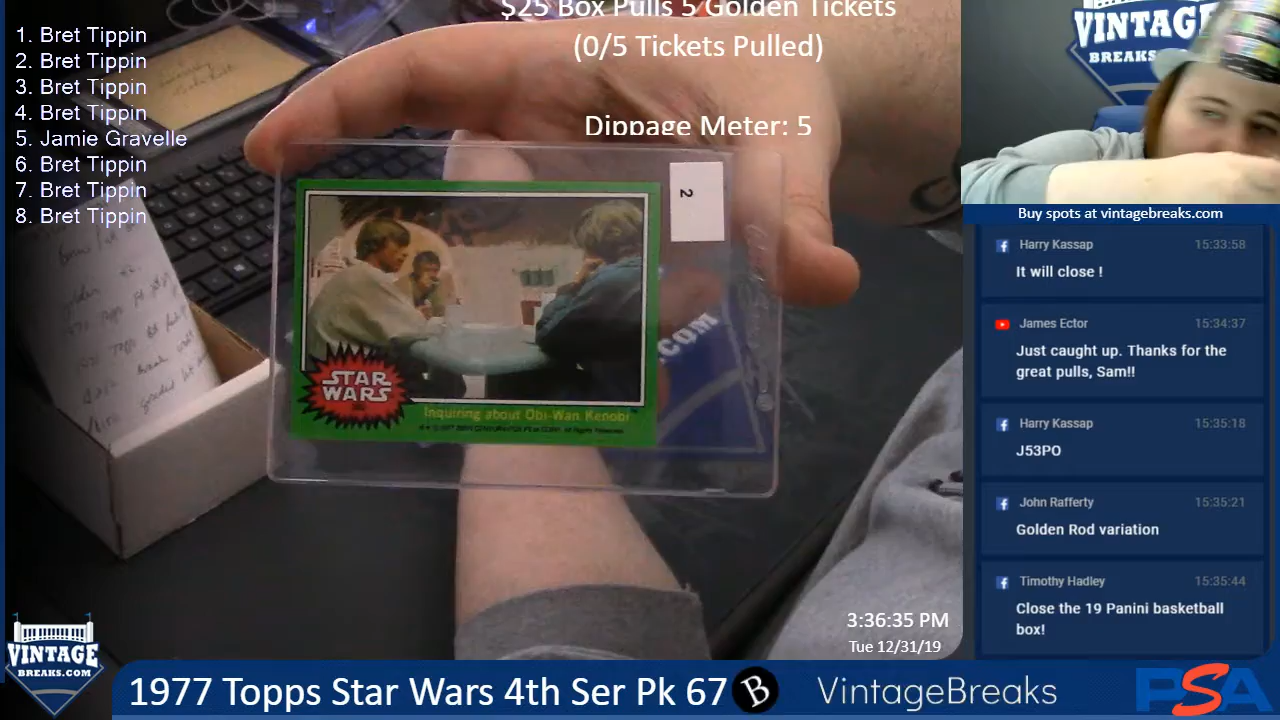 1. Bret Tippin
2. Bret Tippin
3. Bret Tippin
4. Bret Tippin
5. Jamie Gravelle
6. Bret Tippin
7. Bret Tippin
8. Bret Tippin
$25 Box Pulls 5 Golden Tickets
(0/5 Tickets Pulled)
Dippage Meter: 5
2
STAR
WARS
Inquiring about Obi-Wan Kenobi
.COM
VINTAGE
BREAKS
Buy spots at vintagebreaks.com
Harry Kassap 15:33:58
It will close !
James Ector 15:34:37
Just caught up. Thanks for the
great pulls, Sam!!
Harry Kassap 15:35:18
J53PO
John Rafferty 15:35:21
Golden Rod variation
Timothy Hadley 15:35:44
Close the 19 Panini basketball
box!
3:36:35 PM
Tue 12/31/19
VINTAGE
BREAKS.COM
1977 Topps Star Wars 4th Ser Pk 67
B
VintageBreaks
PSA